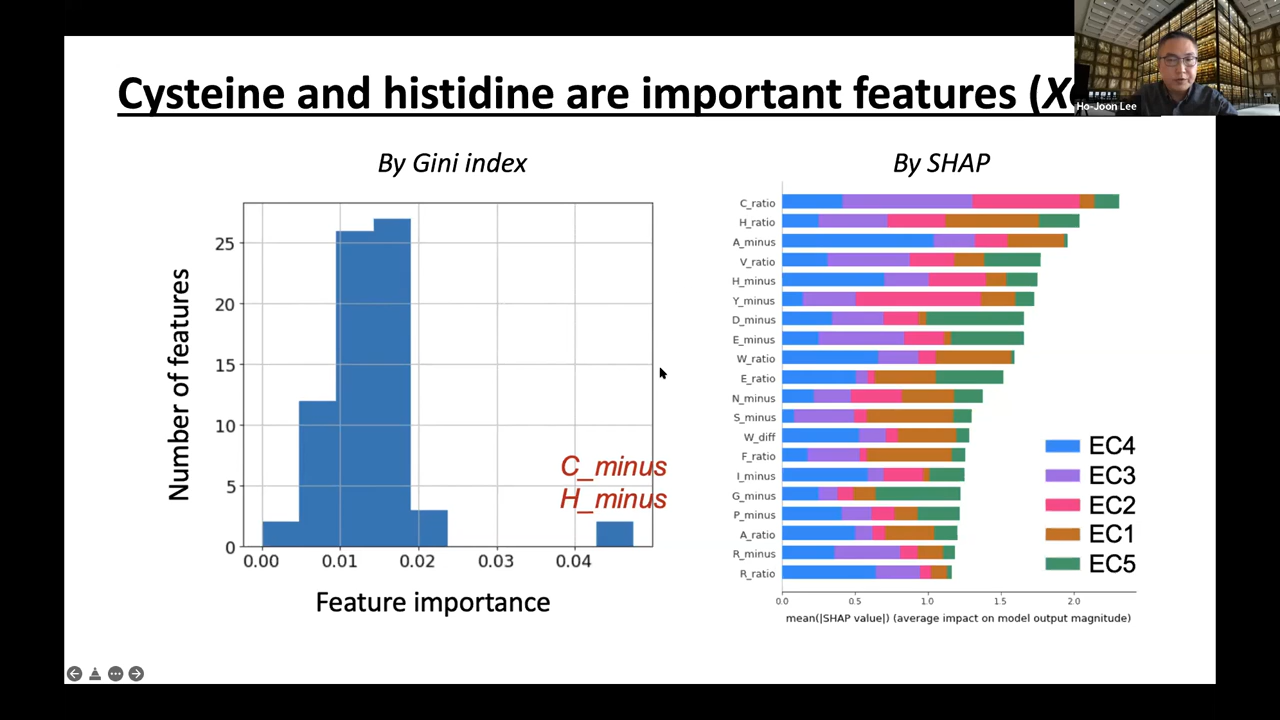 Cysteine and histidine are important features (X
Ho-Joon Lee
By Gini index
By SHAP
Number of features
25
20
15
10
5
0
0.00 0.01 0.02 0.03 0.04
Feature importance
C_minus
H_minus
C_ratio
H_ratio
A_minus
V_ratio
H_minus
Y_minus
D_minus
E_minus
W_ratio
E_ratio
N_minus
S_minus
W_diff
F_ratio
I_minus
G_minus
P_minus
A_ratio
R_minus
R_ratio
EC4
EC3
EC2
EC1
EC5
0.0 0.5 1.0 1.5 2.0
mean(|SHAP value|) (average impact on model output magnitude)